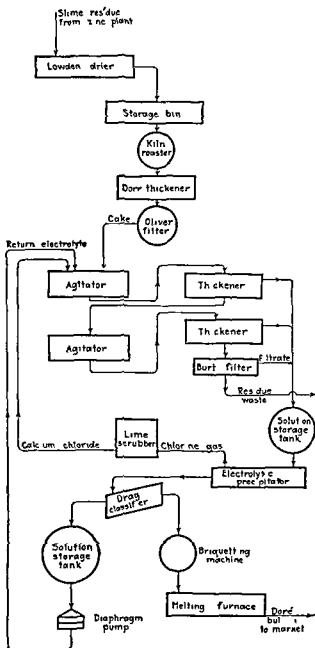 Slime residue
from zinc plant
Lowden drier
Storage bin
Kiln
roaster
Dorr thickener
Oliver
filter
Cake
Return electrolyte
Agitator
Thickener
Agitator
Thickener
Burt filter
Filtrate
Residue
waste
Solution
storage
tank
Lime
scrubber
Calcium chloride
Chlorine gas
Electrolytic
precipitator
Drag
classifier
Solution
storage
tank
Briquetting
machine
Diaphragm
pump
Melting furnace
Doré
to market